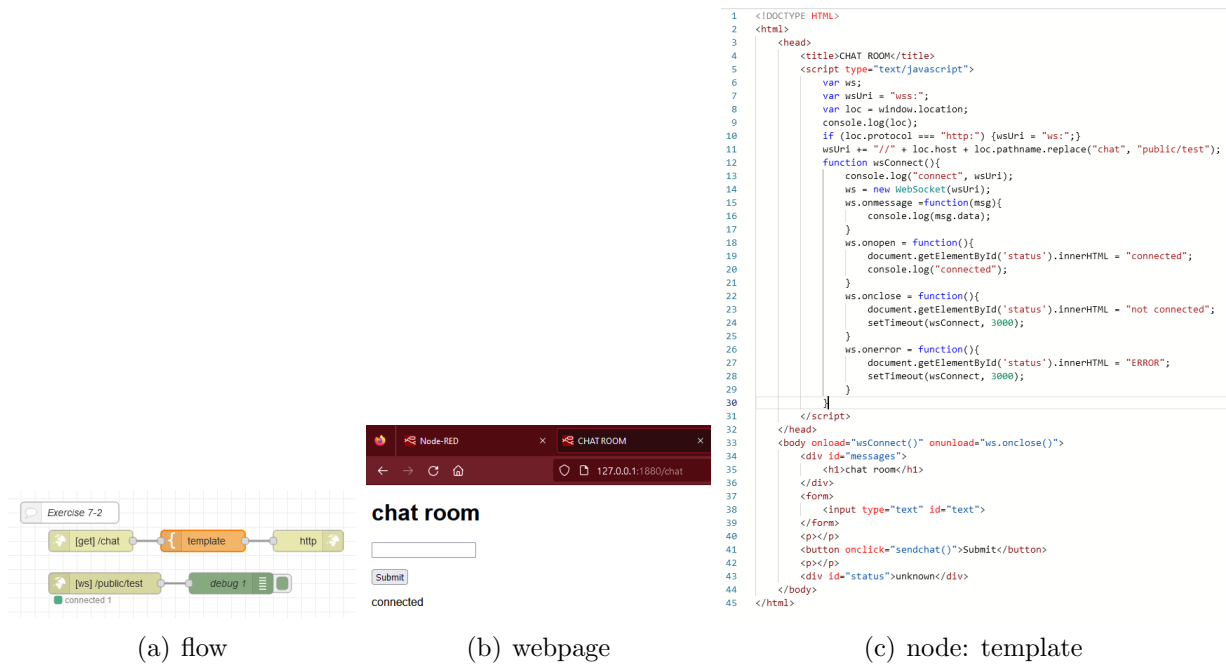 Exercise 7-2
[get] /chat
template
http
[ws] /public/test
debug 1
connected 1
(a) flow
Node-RED
CHAT ROOM
127.0.0.1:1880/chat
chat room
Submit
connected
(b) webpage
1 <!DOCTYPE HTML>
2 <html>
3 <head>
4 <title>CHAT ROOM</title>
5 <script type="text/javascript">
6 var ws;
7 var wsUri = "wss:";
8 var loc = window.location;
9 console.log(loc);
10 if (loc.protocol === "http:") {wsUri = "ws:";}
11 wsUri += "//" + loc.host + loc.pathname.replace("chat", "public/test");
12 function wsConnect(){
13 console.log("connect", wsUri);
14 ws = new WebSocket(wsUri);
15 ws.onmessage =function(msg){
16 console.log(msg.data);
17 }
18 ws.onopen = function(){
19 document.getElementById('status').innerHTML = "connected";
20 console.log("connected");
21 }
22 ws.onclose = function(){
23 document.getElementById('status').innerHTML = "not connected";
24 setTimeout(wsConnect, 3000);
25 }
26 ws.onerror = function(){
27 document.getElementById('status').innerHTML = "ERROR";
28 setTimeout(wsConnect, 3000);
29 }
30 }
31 </script>
32 </head>
33 <body onload="wsConnect()" onunload="ws.onclose()">
34 <div id="messages">
35 <h1>chat room</h1>
36 </div>
37 <form>
38 <input type="text" id="text">
39 </form>
40 <p></p>
41 <button onclick="sendchat()">Submit</button>
42 <p></p>
43 <div id="status">unknown</div>
44 </body>
45 </html>
(c) node: template